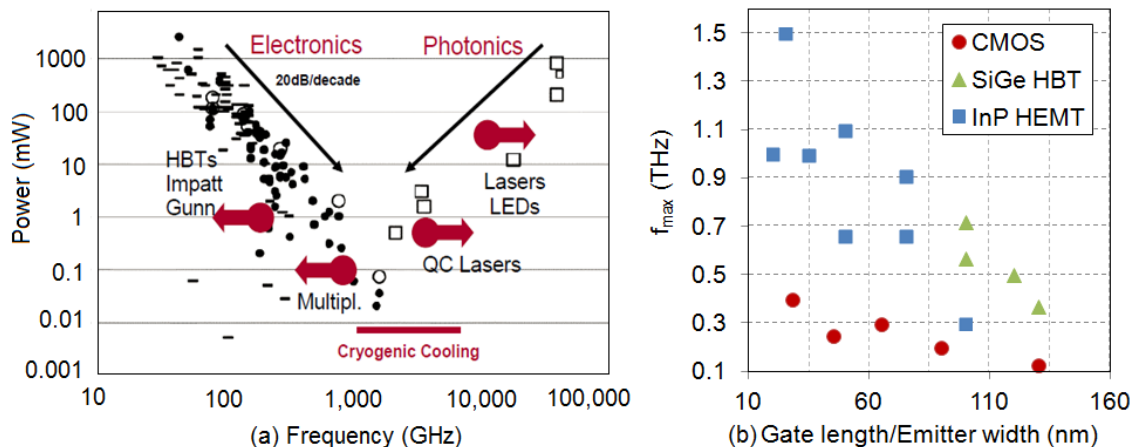 Electronics
Photonics
20dB/decade
HBTs
Impatt
Gunn
Lasers
LEDs
QC Lasers
Multipl.
Cryogenic Cooling
Power (mW)
1000
100
10
1
0.1
0.01
0.001
10
100
1,000
10,000
100,000
(a) Frequency (GHz)
CMOS
SiGe HBT
InP HEMT
fmax (THz)
1.5
1.3
1.1
0.9
0.7
0.5
0.3
0.1
10
60
110
160
(b) Gate length/Emitter width (nm)